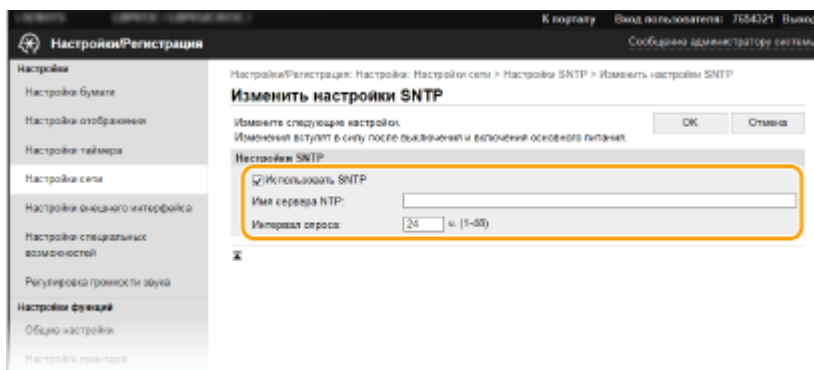 К порталу Вход пользователя: 7654321 Выход
Настройки/Регистрация
Сообщение администратору системы
Настройки
Настройки бумаги
Настройки отображения
Настройки таймера
Настройки сети
Настройки внешнего интерфейса
Настройки специальных
возможностей
Регулировка громкости звука
Настройки функций
Общие настройки
Настройки принтера
Настройки/Регистрация: Настройки: Настройки сети > Настройки SNTP > Изменить настройки SNTP
Изменить настройки SNTP
Измените следующие настройки.
Изменения вступят в силу после выключения и включения основного питания.
OK Отмена
Настройки SNTP
Использовать SNTP
Имя сервера NTP:
Интервал опроса: 24 ч. (1-48)